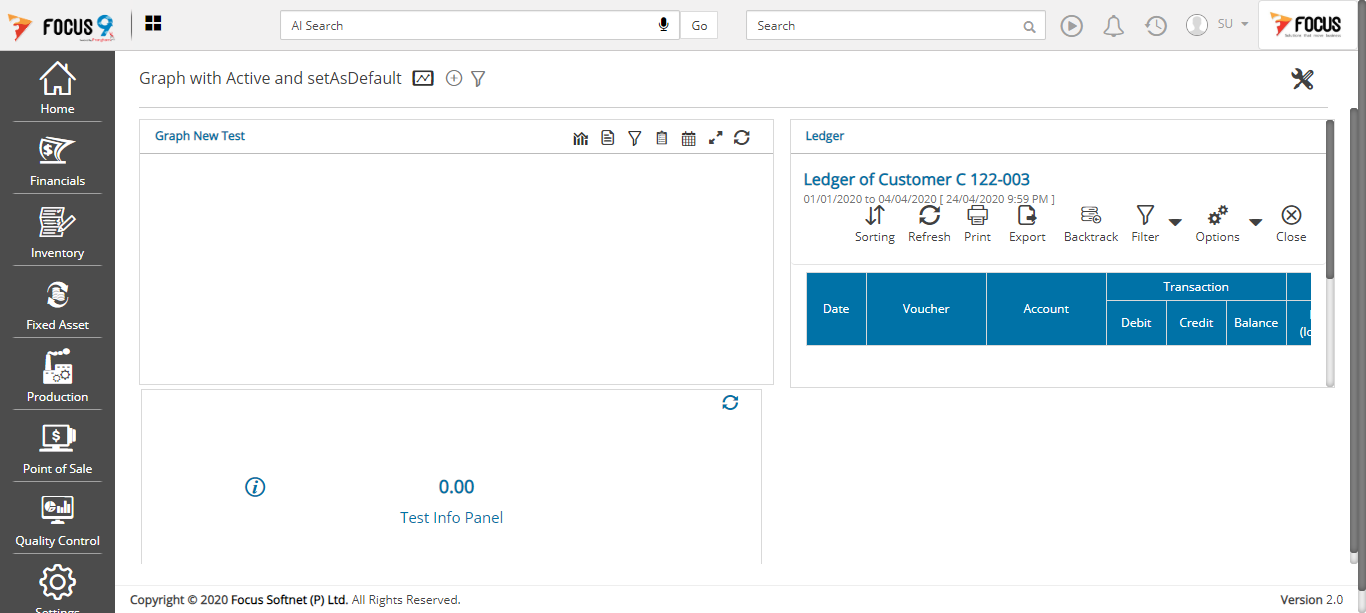 FOCUS 9
AI Search
Go
Search
SU
FOCUS
Home
Financials
Inventory
Fixed Asset
Production
Point of Sale
Quality Control
Settings
Graph with Active and setAsDefault
Graph New Test
Ledger
Ledger of Customer C 122-003
01/01/2020 to 04/04/2020 [ 24/04/2020 9:59 PM ]
Sorting Refresh Print Export Backtrack Filter Options Close
Date Voucher Account Transaction
Debit Credit Balance
0.00
Test Info Panel
Copyright © 2020 Focus Softnet (P) Ltd. All Rights Reserved.
Version 2.0